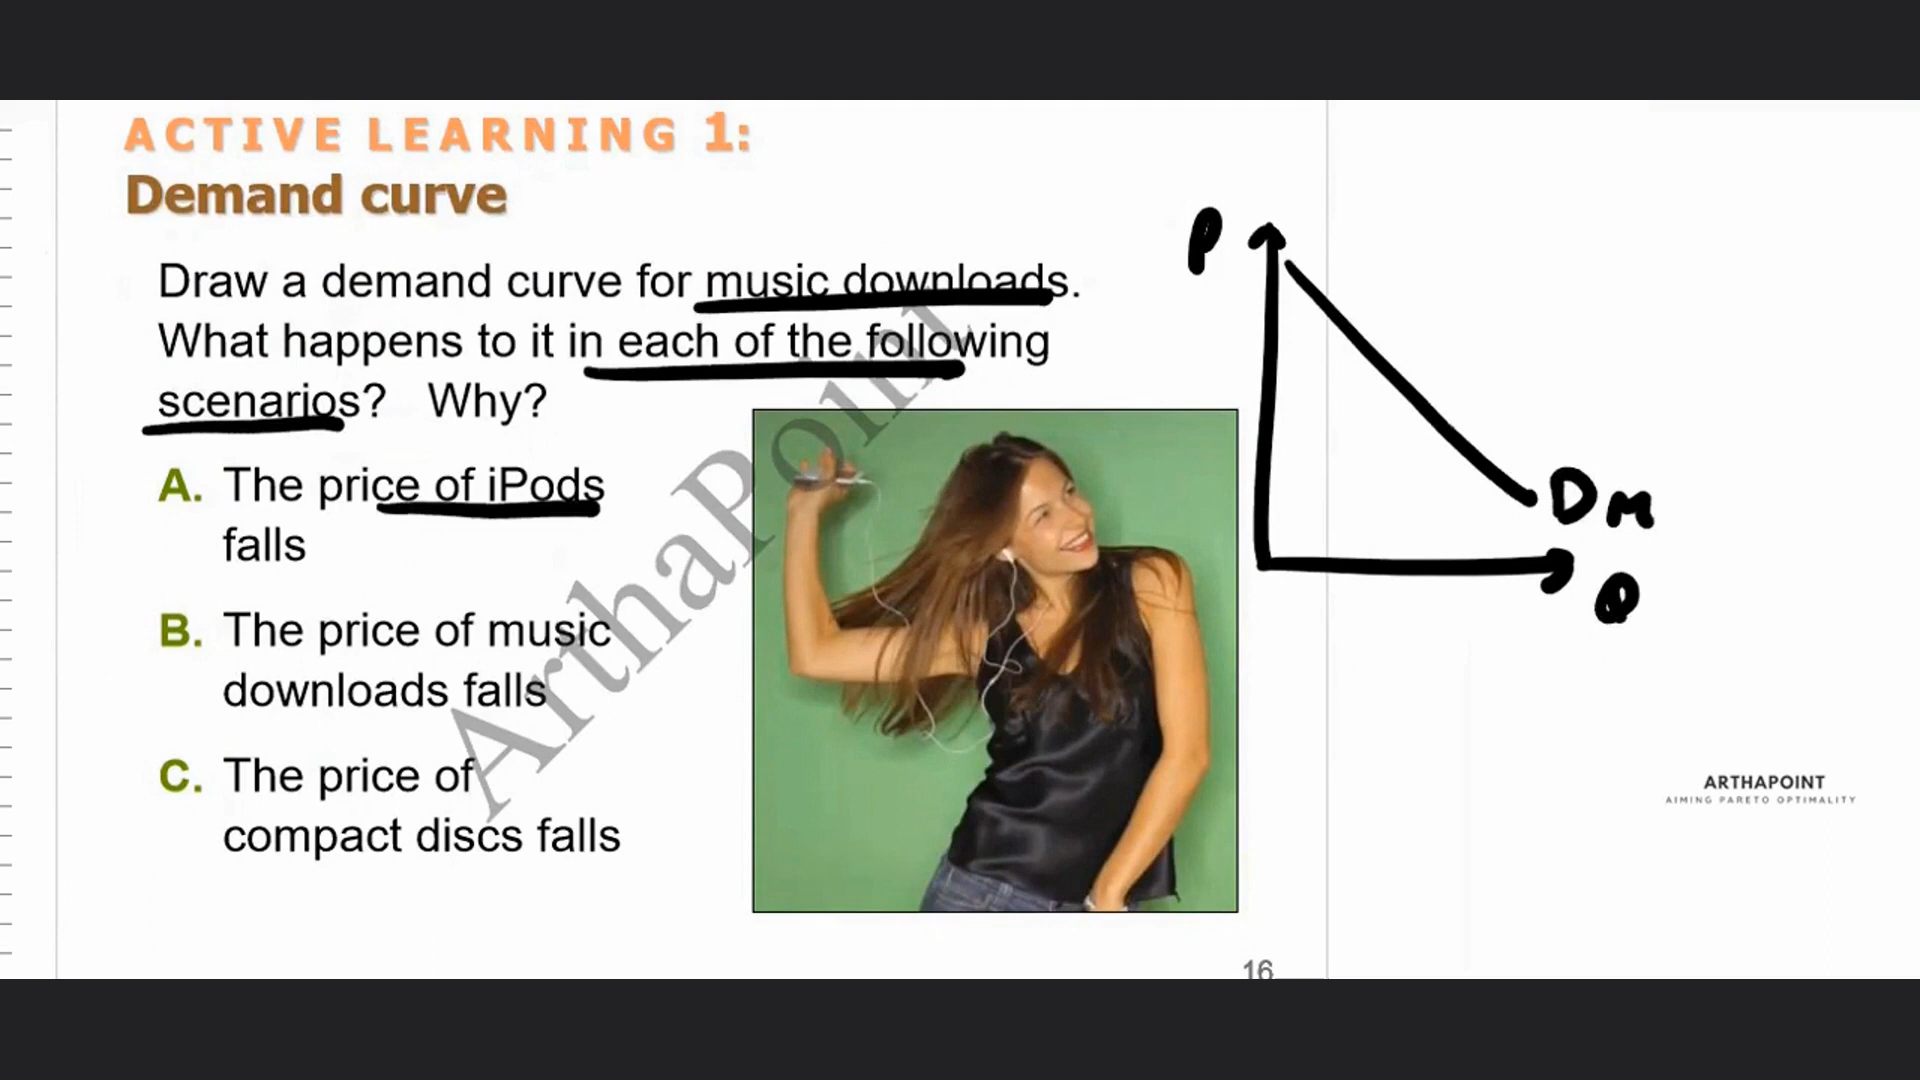 ACTIVE LEARNING 1:
Demand curve
Draw a demand curve for music downloads.
What happens to it in each of the following
scenarios? Why?
A. The price of iPods
falls
B. The price of music
downloads falls
C. The price of
compact discs falls
ArthaPoint
P
DM
Q
ARTHAPOINT
AIMING PARETO OPTIMALITY
16